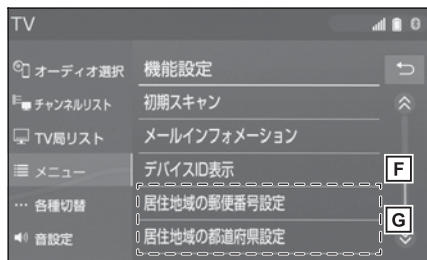 TV
オーディオ選択
チャンネルリスト
TV局リスト
メニュー
各種切替
音設定
機能設定
初期スキャン
メールインフォメーション
デバイスID表示
居住地域の郵便番号設定
居住地域の都道府県設定
F
G